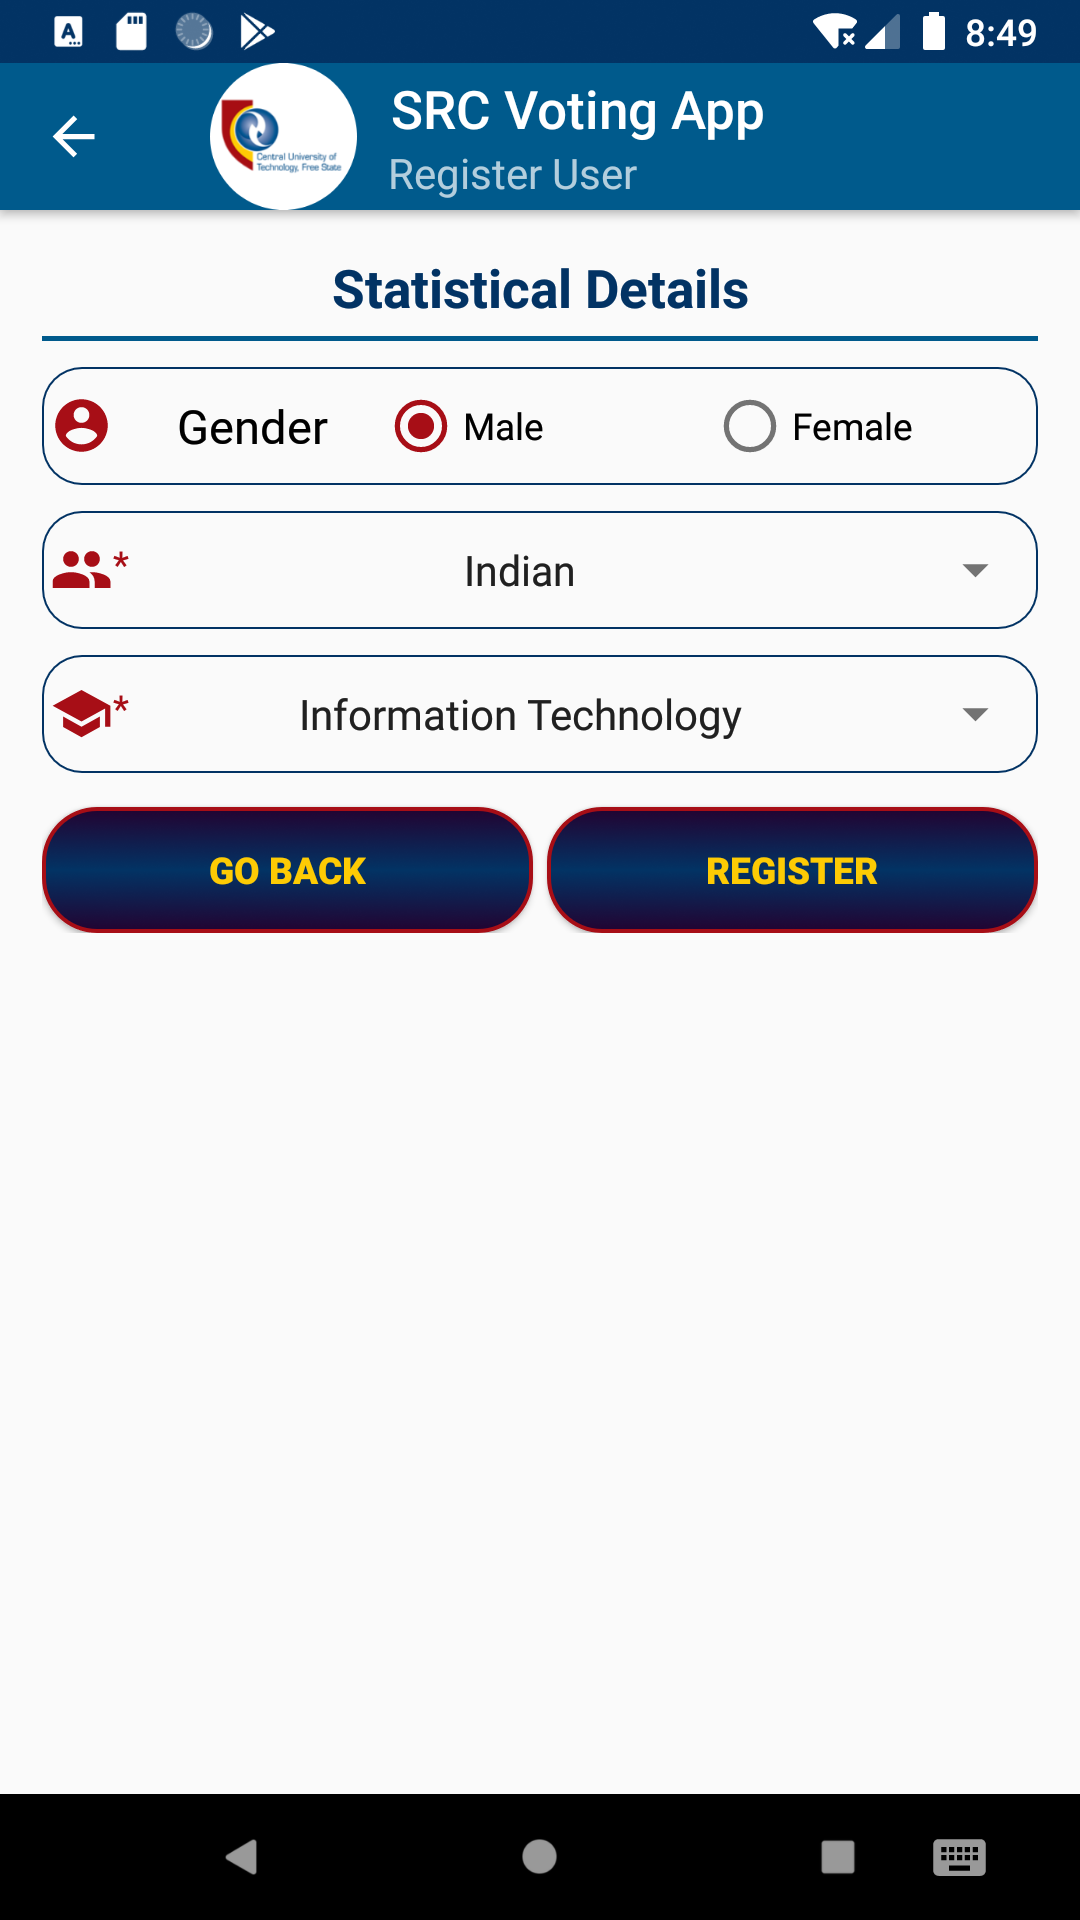 8:49
SRC Voting App
Central University of
Technology, Free State
Register User
Statistical Details
Gender Male Female
* Indian
* Information Technology
GO BACK REGISTER